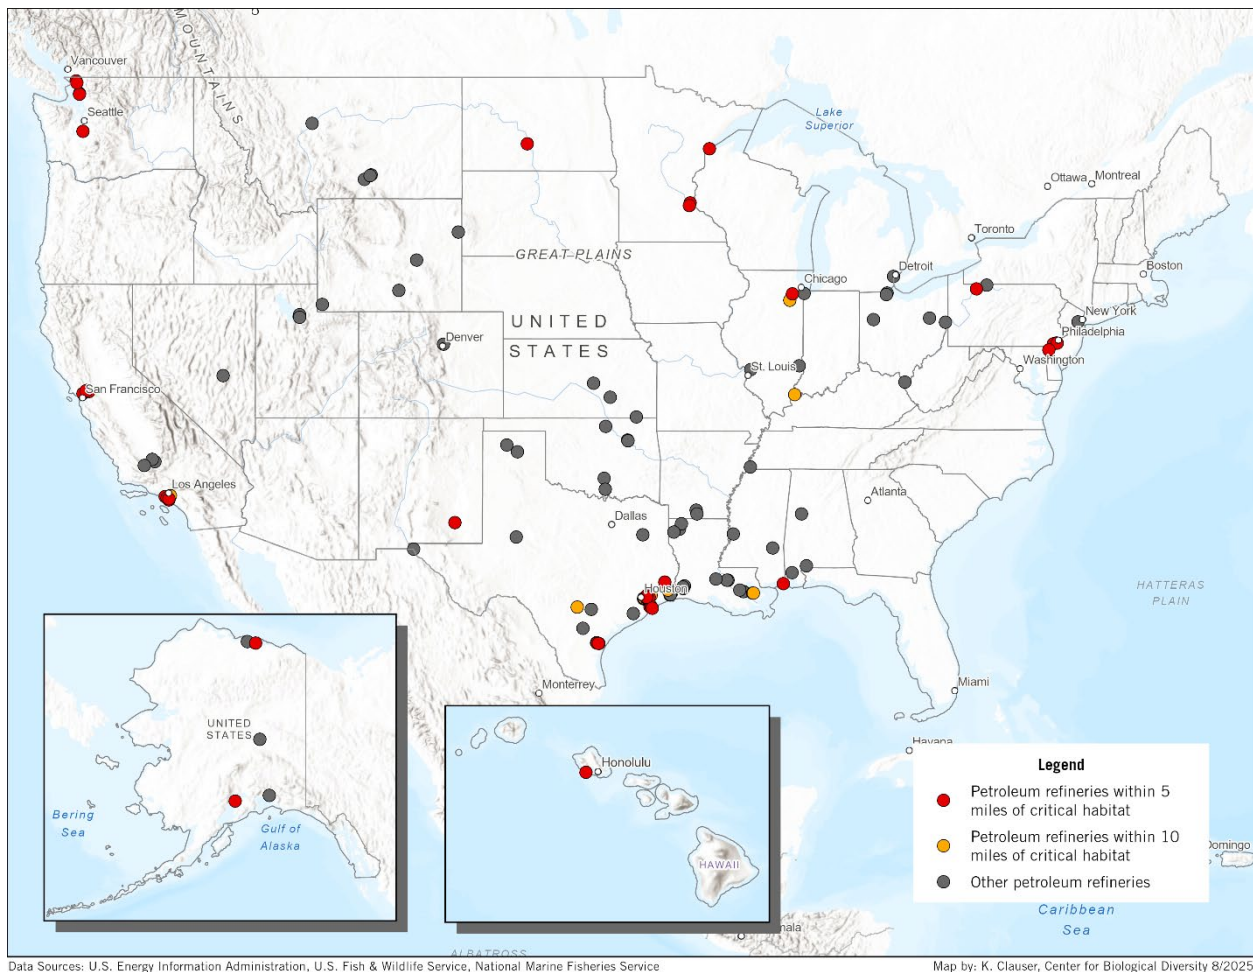 MOUNTAINS
Vancouver
Seattle
Lake
Superior
Ottawa
Montreal
Toronto
Boston
GREAT PLAINS
Detroit
Chicago
New York
Philadelphia
Washington
UNITED
STATES
Denver
St. Louis
San Francisco
Los Angeles
Atlanta
Dallas
Houston
HATTERAS
PLAIN
Miami
Monterrey
Havana
UNITED
STATES
Bering
Sea
Gulf of
Alaska
Honolulu
HAWAII
Legend
Petroleum refineries within 5
miles of critical habitat
Petroleum refineries within 10
miles of critical habitat
Other petroleum refineries
Domingo
Caribbean
Sea
ALBATROSS
Data Sources: U.S. Energy Information Administration, U.S. Fish & Wildlife Service, National Marine Fisheries Service
Map by: K. Clauser, Center for Biological Diversity 8/2025